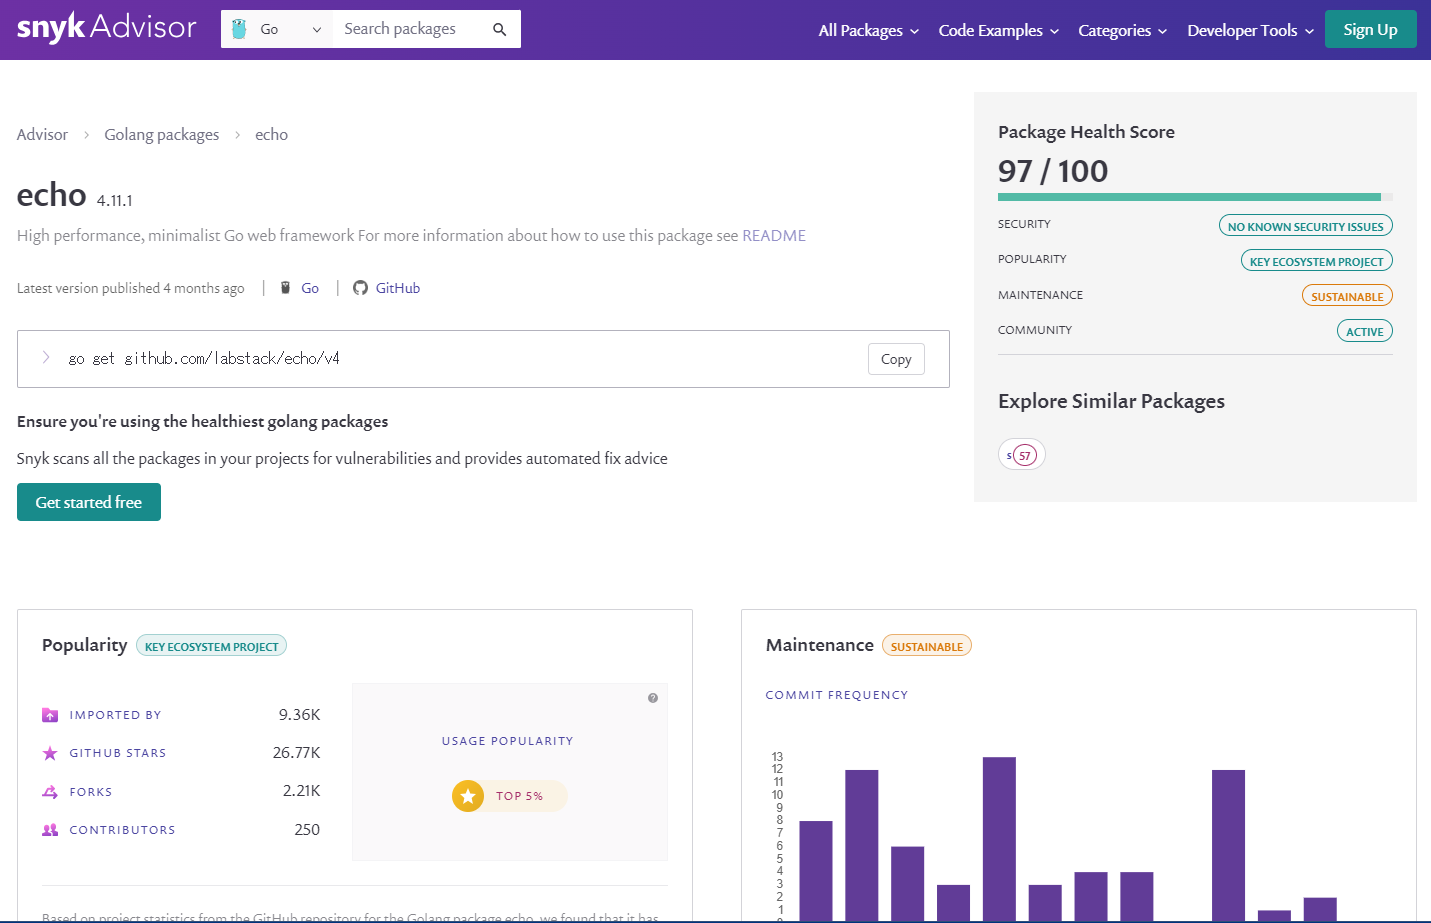 snyk Advisor
Go
Search packages
All Packages
Code Examples
Categories
Developer Tools
Sign Up
Advisor > Golang packages > echo
echo 4.11.1
High performance, minimalist Go web framework For more information about how to use this package see README
Latest version published 4 months ago | Go | GitHub
go get github.com/labstack/echo/v4
Copy
Ensure you're using the healthiest golang packages
Snyk scans all the packages in your projects for vulnerabilities and provides automated fix advice
Get started free
Package Health Score
97 / 100
SECURITY
NO KNOWN SECURITY ISSUES
POPULARITY
KEY ECOSYSTEM PROJECT
MAINTENANCE
SUSTAINABLE
COMMUNITY
ACTIVE
Explore Similar Packages
s 57
Popularity KEY ECOSYSTEM PROJECT
IMPORTED BY 9.36K
GITHUB STARS 26.77K
FORKS 2.21K
CONTRIBUTORS 250
?
USAGE POPULARITY
TOP 5%
Based on project statistics from the GitHub repository for the Golang package echo, we found that it has
Maintenance SUSTAINABLE
COMMIT FREQUENCY
13
12
11
10
9
8
7
6
5
4
3
2
1
0